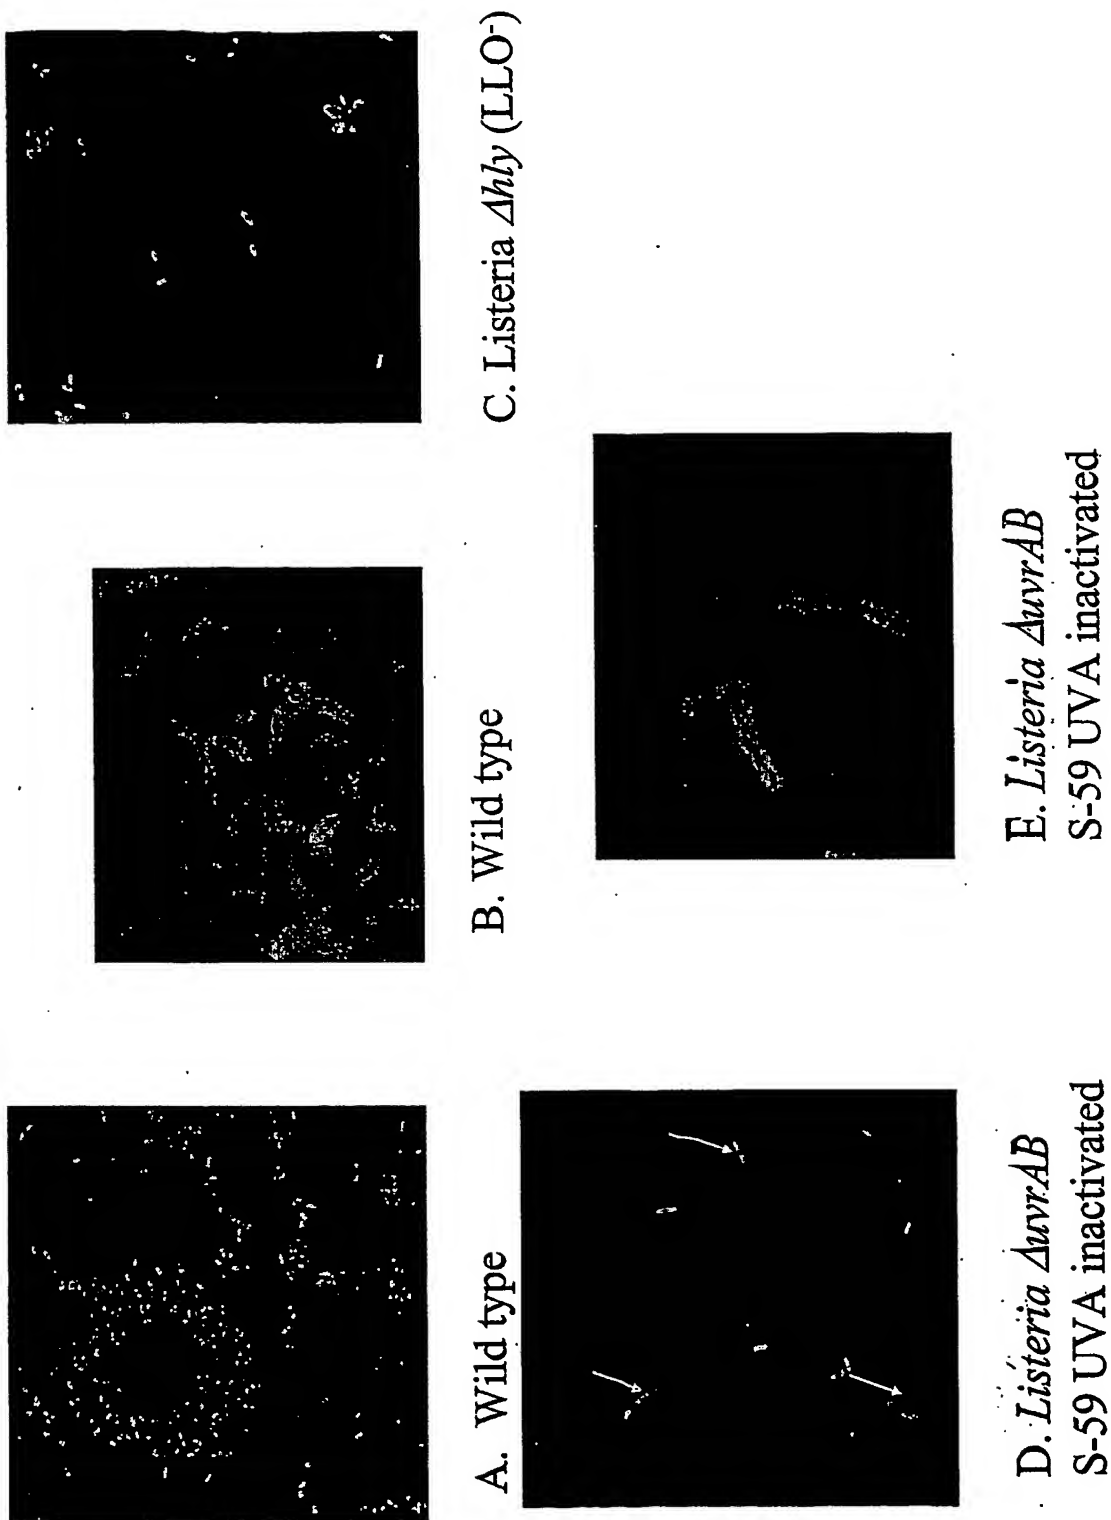 A. Wild type
B. Wild type
C. Listeria Δhly (LLO-)
D. Listeria ΔuvrAB
S-59 UVA inactivated
E. Listeria ΔuvrAB
S-59 UVA inactivated